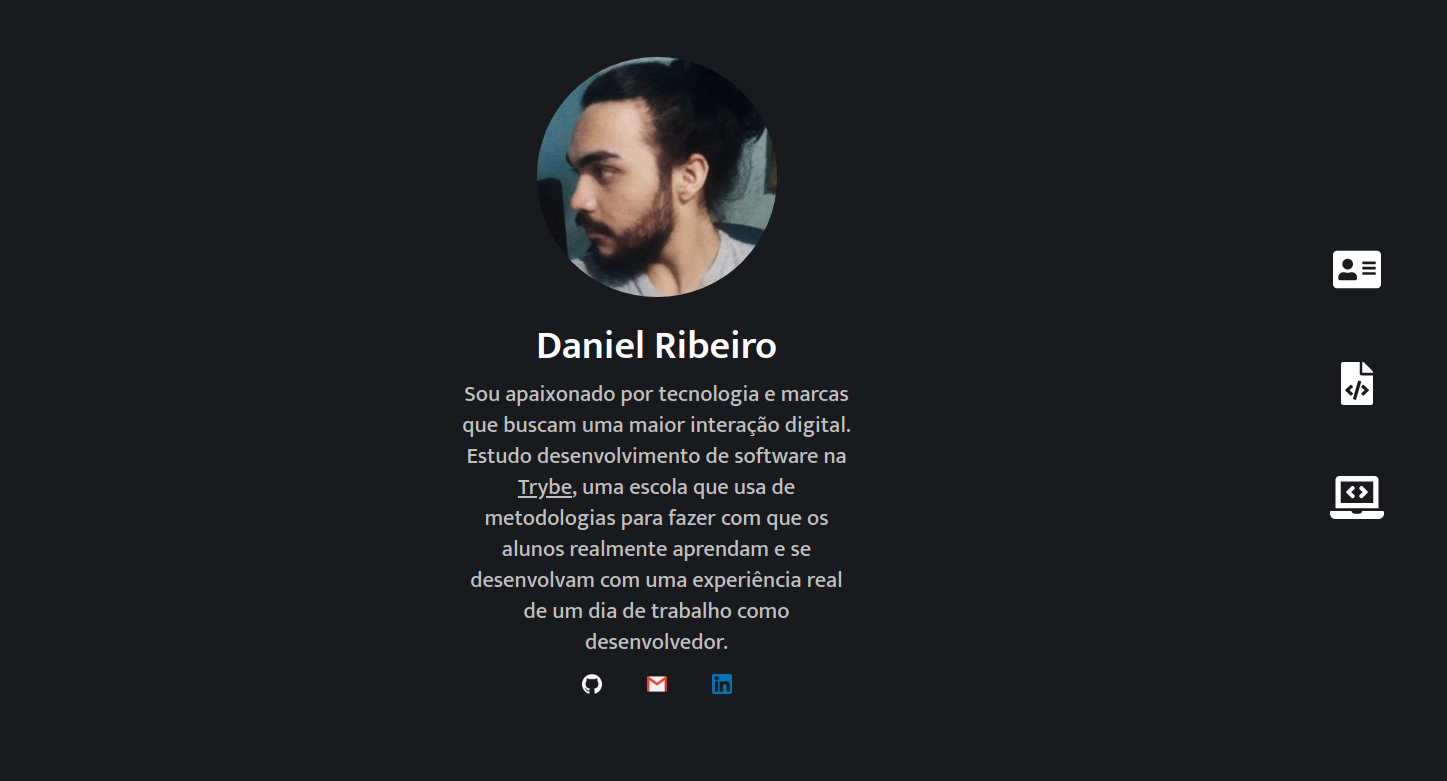 Daniel Ribeiro
Sou apaixonado por tecnologia e marcas
que buscam uma maior interação digital.
Estudo desenvolvimento de software na
Trybe, uma escola que usa de
metodologias para fazer com que os
alunos realmente aprendam e se
desenvolvam com uma experiência real
de um dia de trabalho como
desenvolvedor.